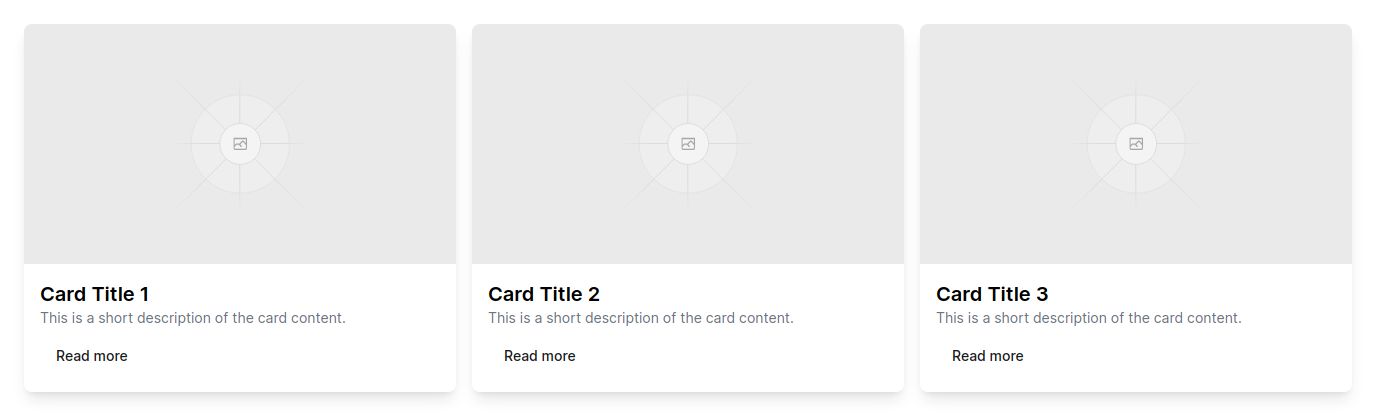 Card Title 1
This is a short description of the card content.
Read more
Card Title 2
This is a short description of the card content.
Read more
Card Title 3
This is a short description of the card content.
Read more